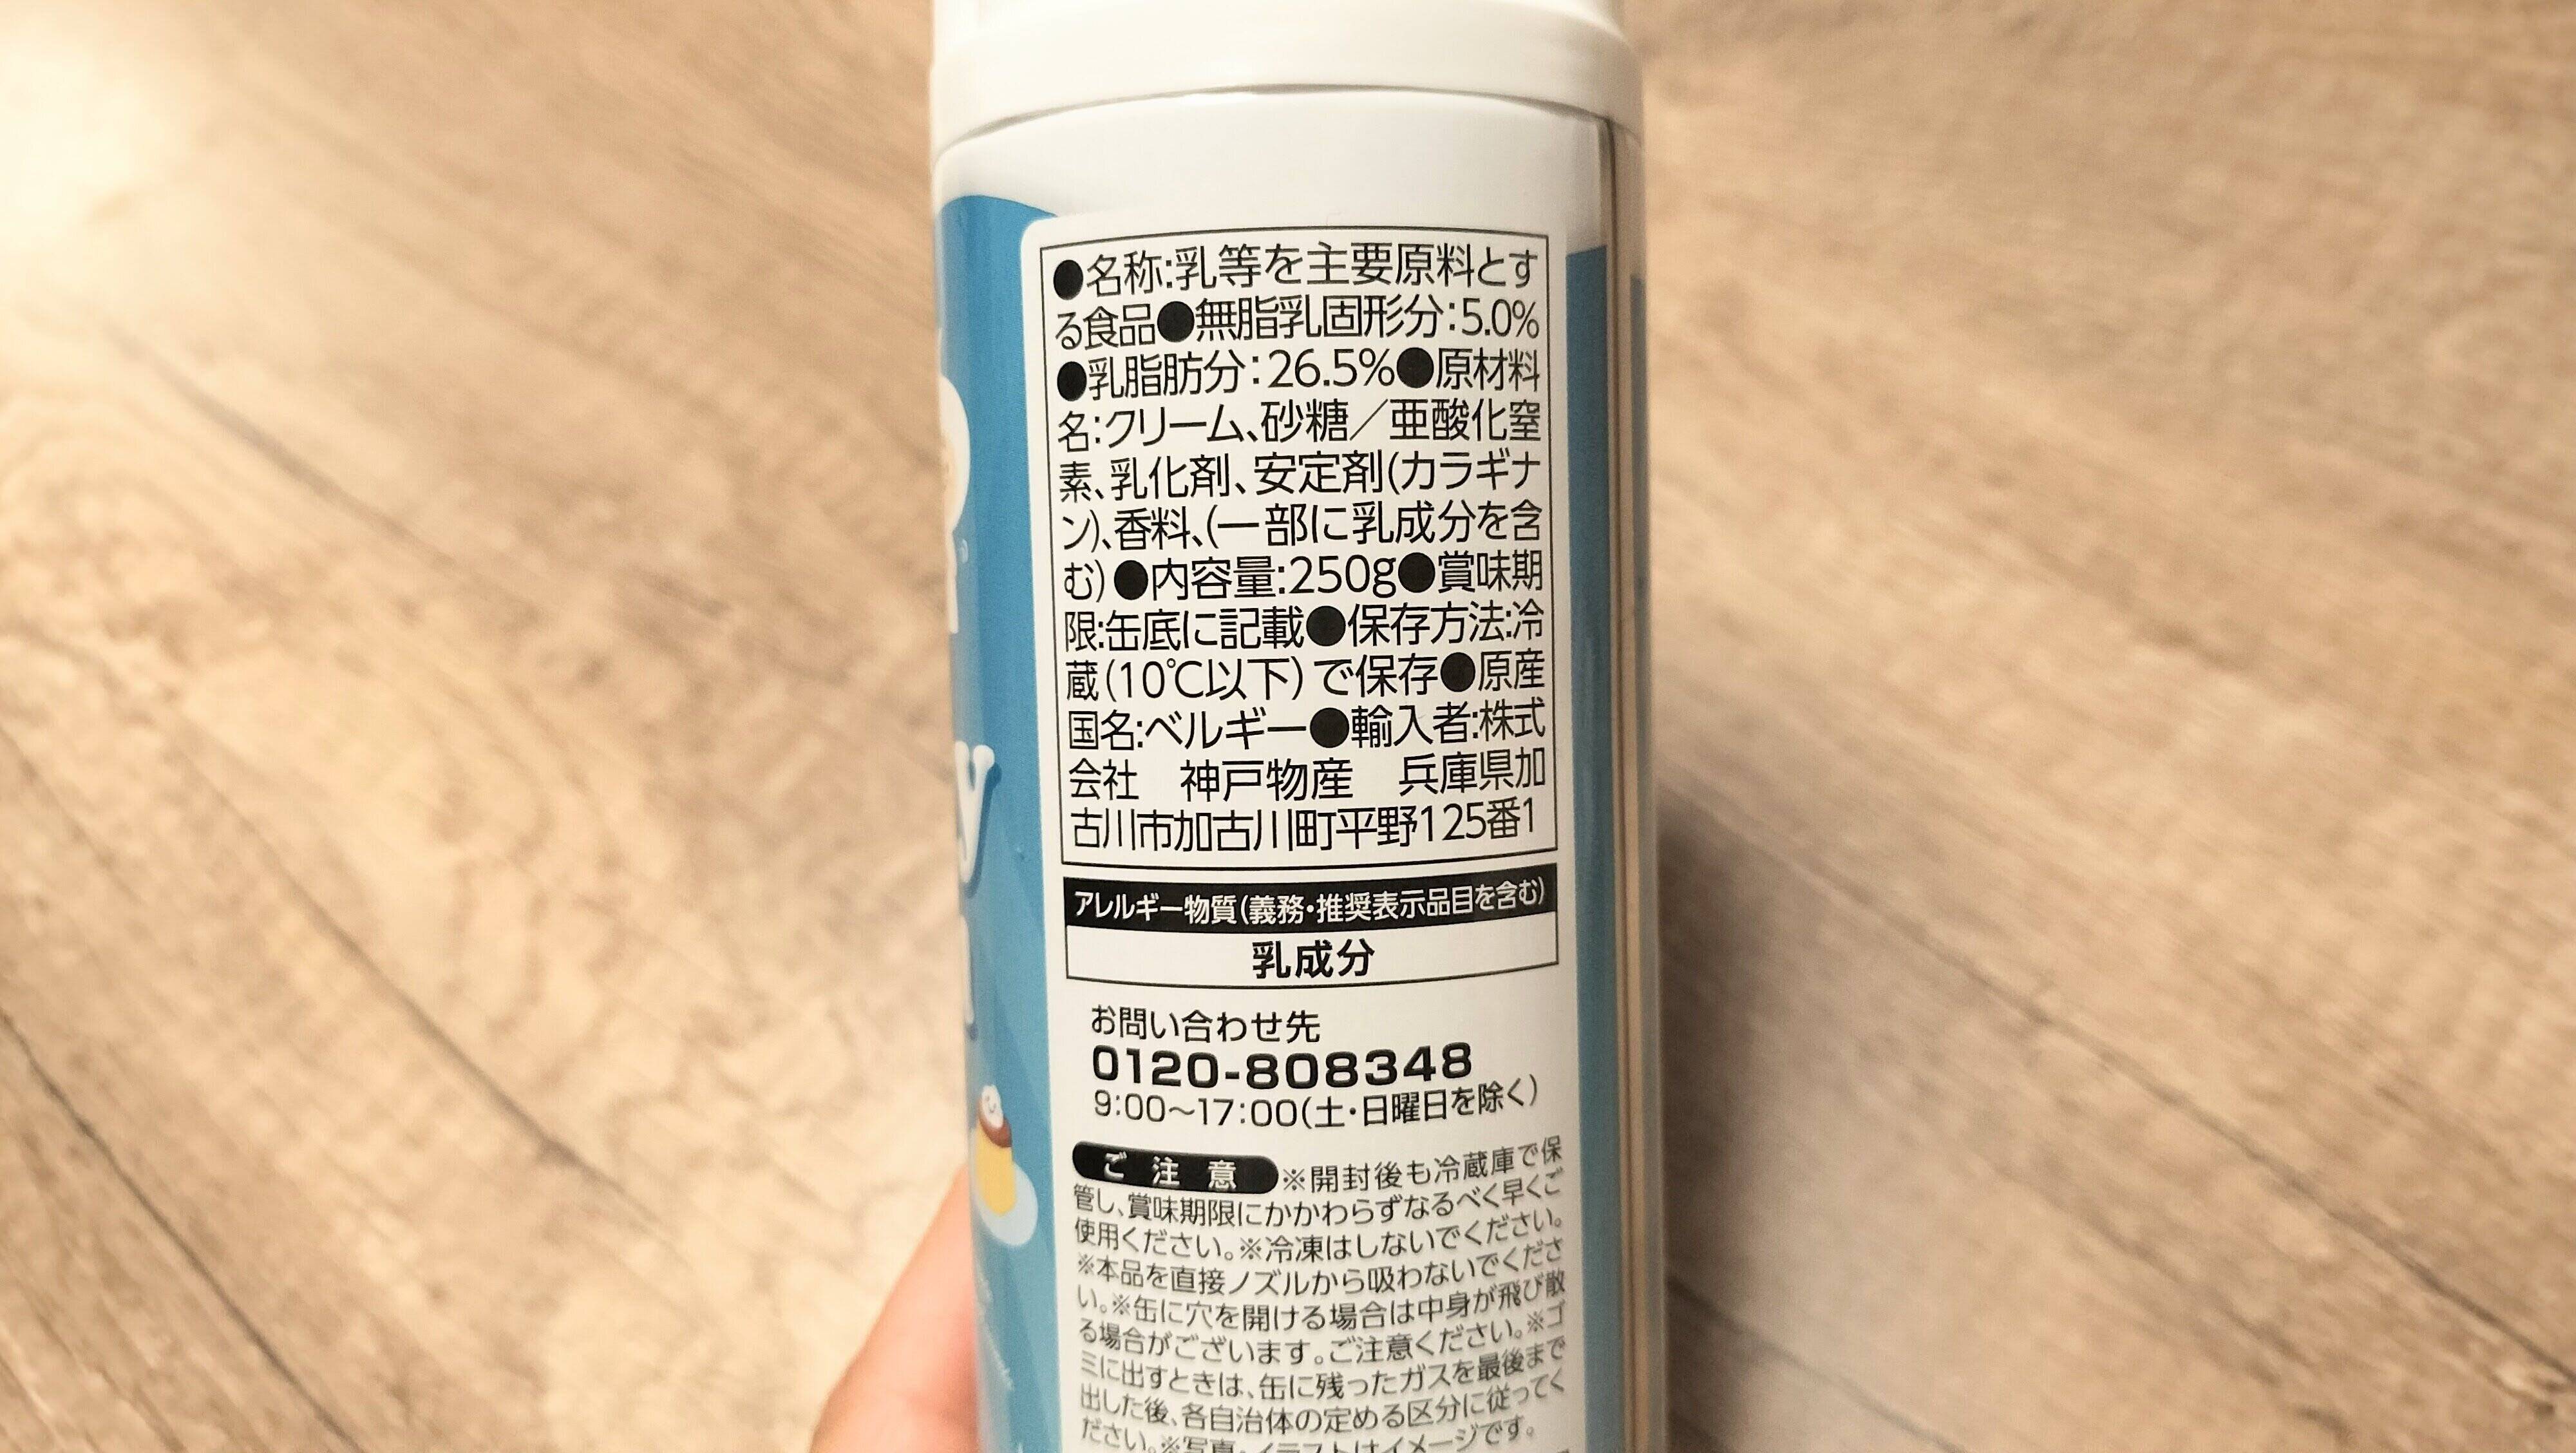 ●名称:乳等を主要原料とす
る食品●無脂乳固形分:5.0%
●乳脂肪分:26.5%●原材料
名:クリーム、砂糖/亜酸化窒
素、乳化剤、安定剤(カラギナ
ン)、香料、(一部に乳成分を含
む)●内容量:250g●賞味期
限:缶底に記載●保存方法:冷
蔵(10℃以下)で保存●原産
国名:ベルギー●輸入者:株式
会社 神戸物産 兵庫県加
古川市加古川町平野125番1
アレルギー物質(義務・推奨表示品目を含む)
乳成分
お問い合わせ先
0120-808348
9:00〜17:00(土・日曜日を除く)
ご注意 ※開封後も冷蔵庫で保
管し、賞味期限にかかわらずなるべく早くご
使用ください。※冷凍はしないでください。
※本品を直接ノズルから吸わないでくださ
い。※缶に穴を開ける場合は中身が飛び散
る場合がございます。ご注意ください。※ゴ
ミに出すときは、缶に残ったガスを最後まで
出した後、各自治体の定める区分に従ってく
ださい。※写真・イラストはイメージです。